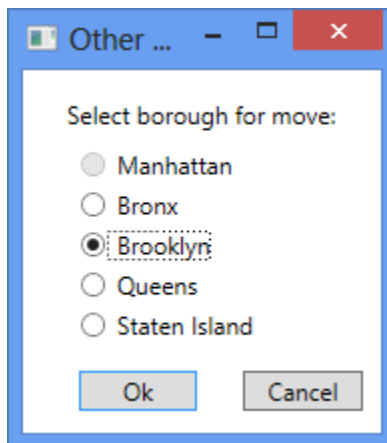 Other ...
Select borough for move:
Manhattan
Bronx
Brooklyn
Queens
Staten Island
Ok Cancel